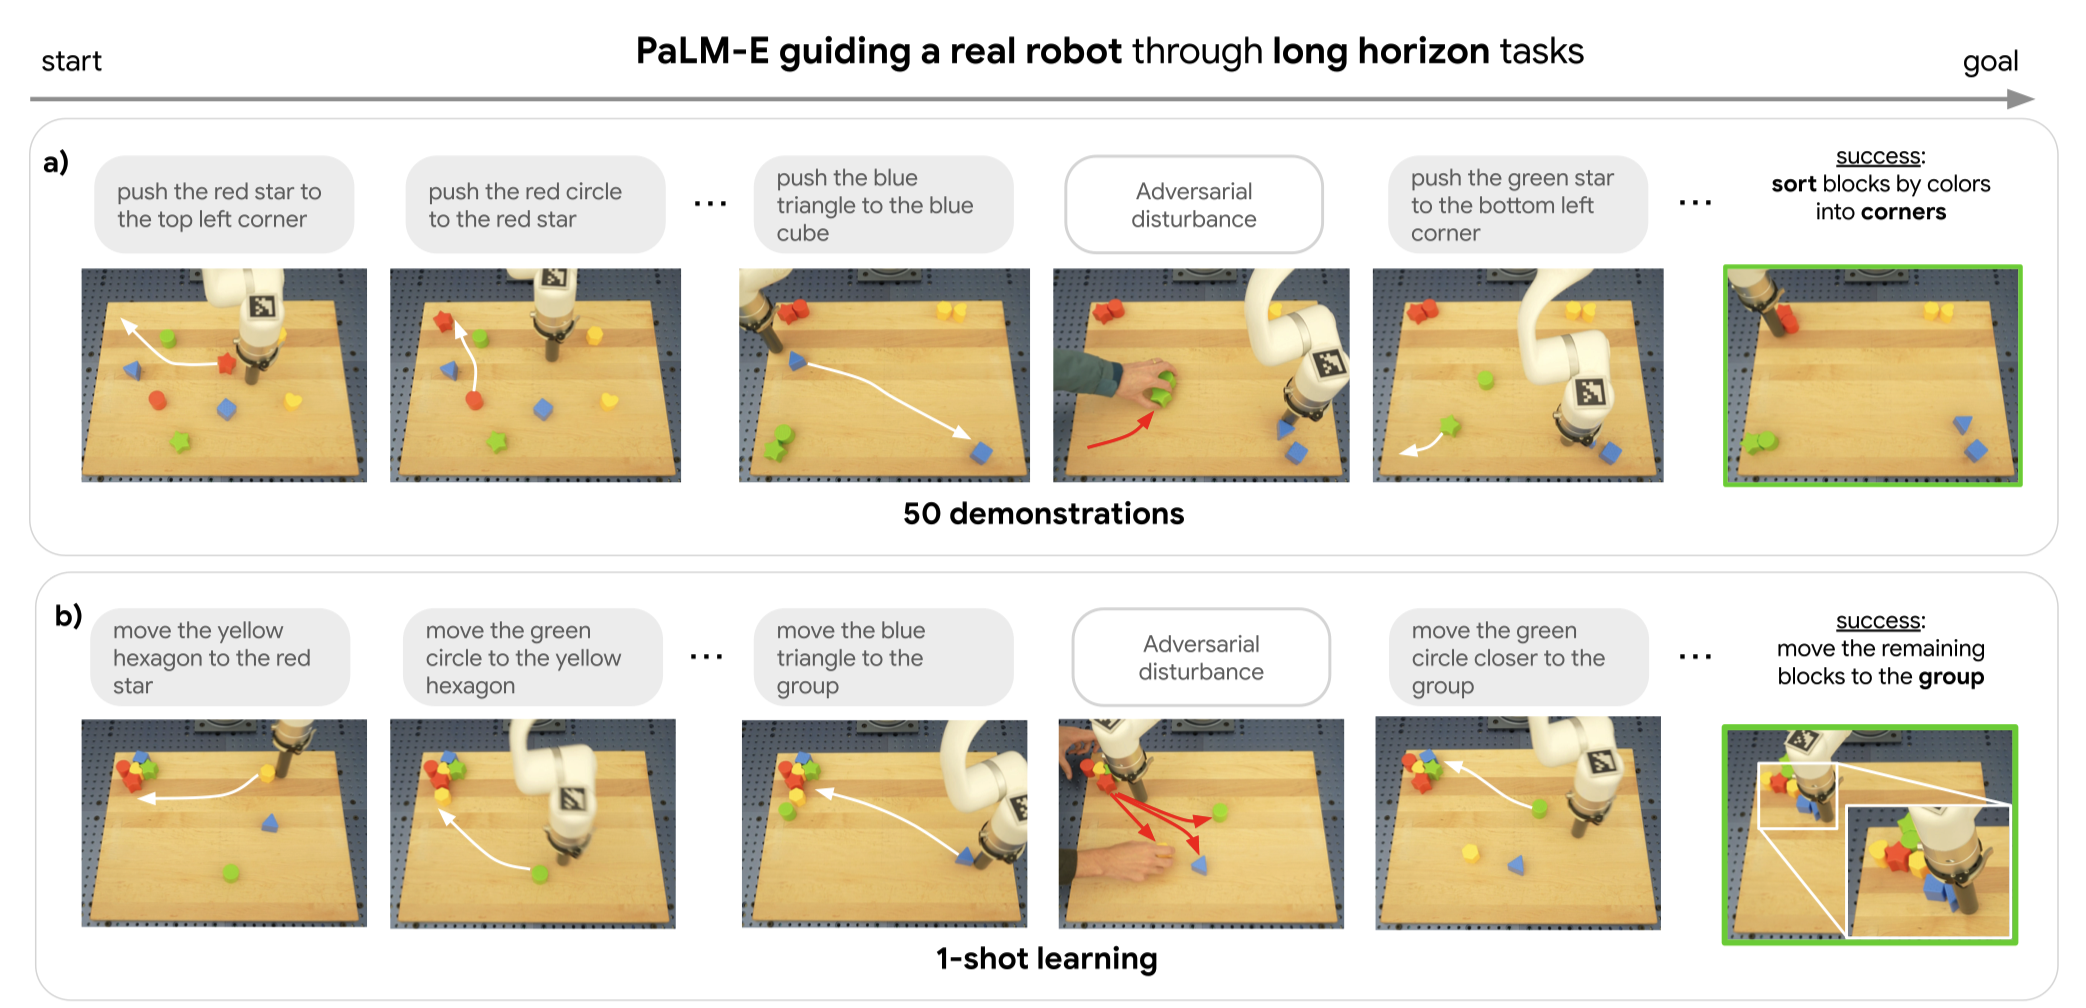 PaLM-E guiding a real robot through long horizon tasks
start
goal
a)
push the red star to
the top left corner
push the red circle
to the red star
...
push the blue
triangle to the blue
cube
Adversarial
disturbance
push the green star
to the bottom left
corner
...
success:
sort blocks by colors
into corners
50 demonstrations
b)
move the yellow
hexagon to the red
star
move the green
circle to the yellow
hexagon
...
move the blue
triangle to the
group
Adversarial
disturbance
move the green
circle closer to the
group
...
success:
move the remaining
blocks to the group
1-shot learning